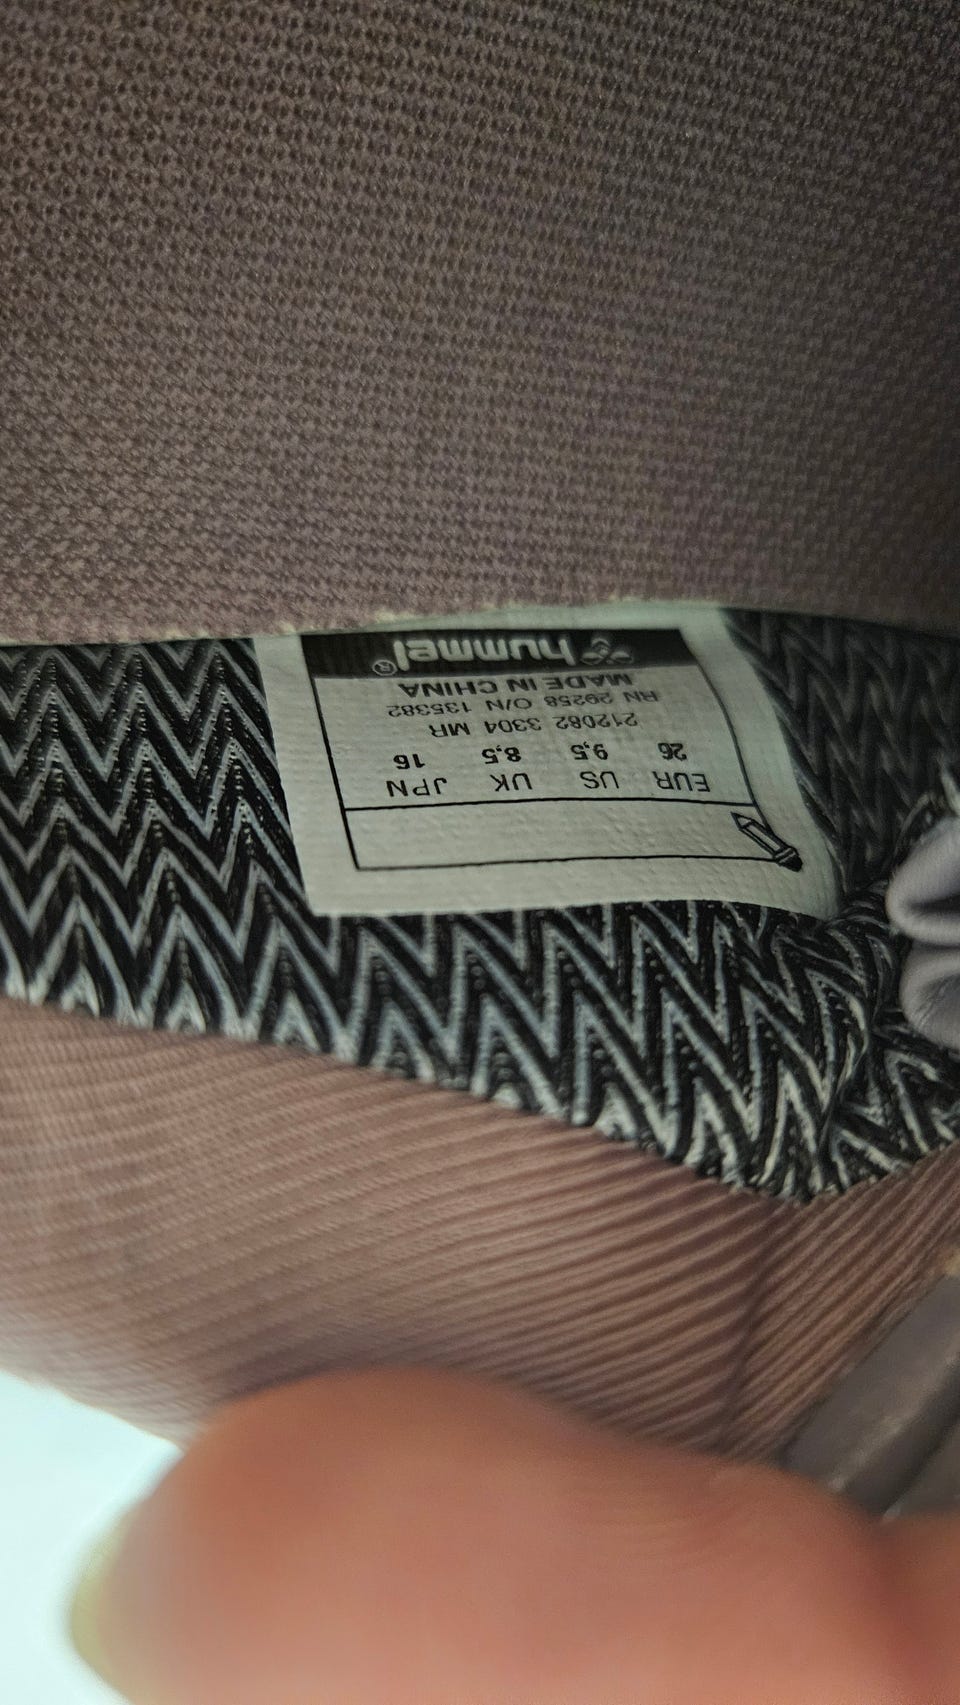 EUR US UK JPN
26 9,5 8,5 16
212082 3304 MR
RN 29258 O/N 135382
MADE IN CHINA
hummel®